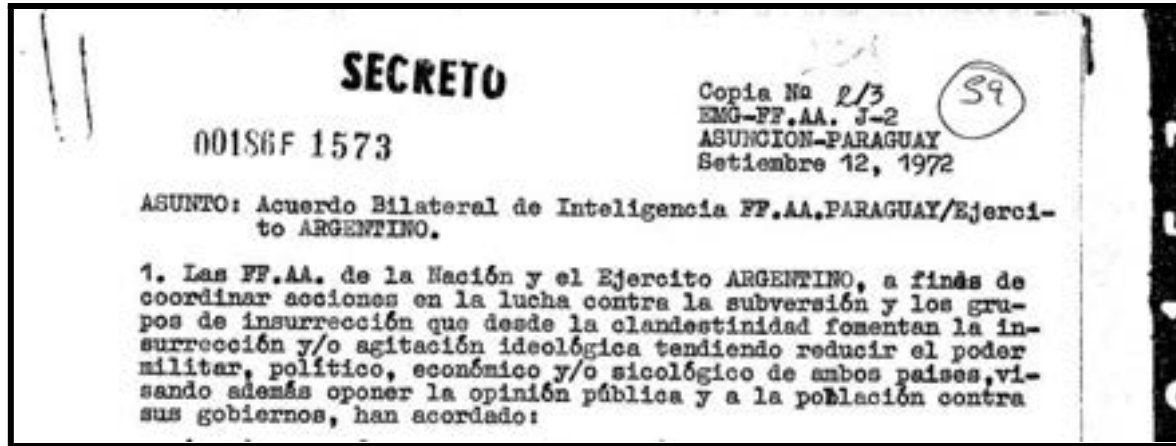 SECRETO
Copia No 2/3
59
EMG-FF.AA. J-2
00186F 1573
ASUNCION-PARAGUAY
Setiembre 12, 1972
ASUNTO: Acuerdo Bilateral de Inteligencia FF.AA.PARAGUAY/Ejerci-
to ARGENTINO.
1. Las FF.AA. de la Nación y el Ejercito ARGENTINO, a fines de
coordinar acciones en la lucha contra la subversión y los gru-
pos de insurrección que desde la clandestinidad fomentan la in-
surrección y/o agitación ideológica tendiendo reducir el poder
militar, político, económico y/o sicológico de ambos paises,vi-
sando además oponer la opinión pública y a la población contra
sus gobiernos, han acordado: